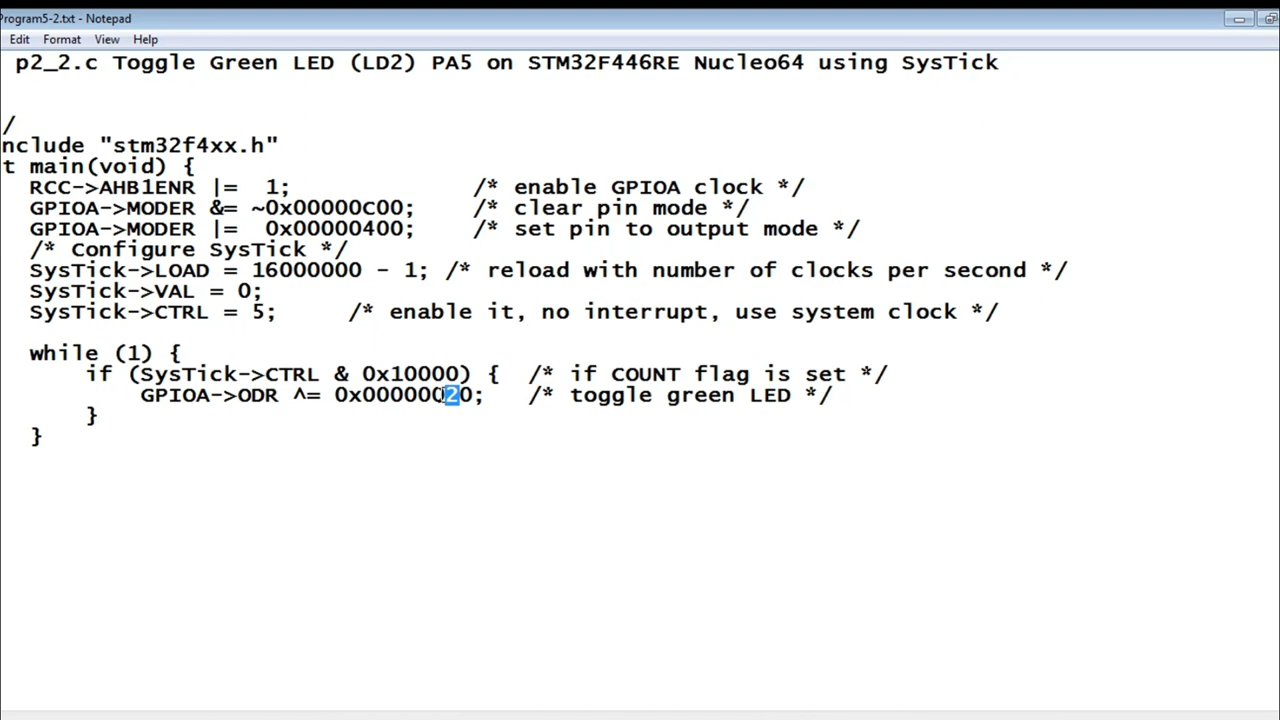 Program5-2.txt - Notepad
Edit Format View Help
p2_2.c Toggle Green LED (LD2) PA5 on STM32F446RE Nucleo64 using SysTick
/
nclude "stm32f4xx.h"
t main(void) {
RCC->AHB1ENR |= 1; /* enable GPIOA clock */
GPIOA->MODER &= ~0x00000C00; /* clear pin mode */
GPIOA->MODER |= 0x00000400; /* set pin to output mode */
/* Configure SysTick */
SysTick->LOAD = 16000000 - 1; /* reload with number of clocks per second */
SysTick->VAL = 0;
SysTick->CTRL = 5; /* enable it, no interrupt, use system clock */
while (1) {
if (SysTick->CTRL & 0x10000) { /* if COUNT flag is set */
GPIOA->ODR ^= 0x00000020; /* toggle green LED */
}
}